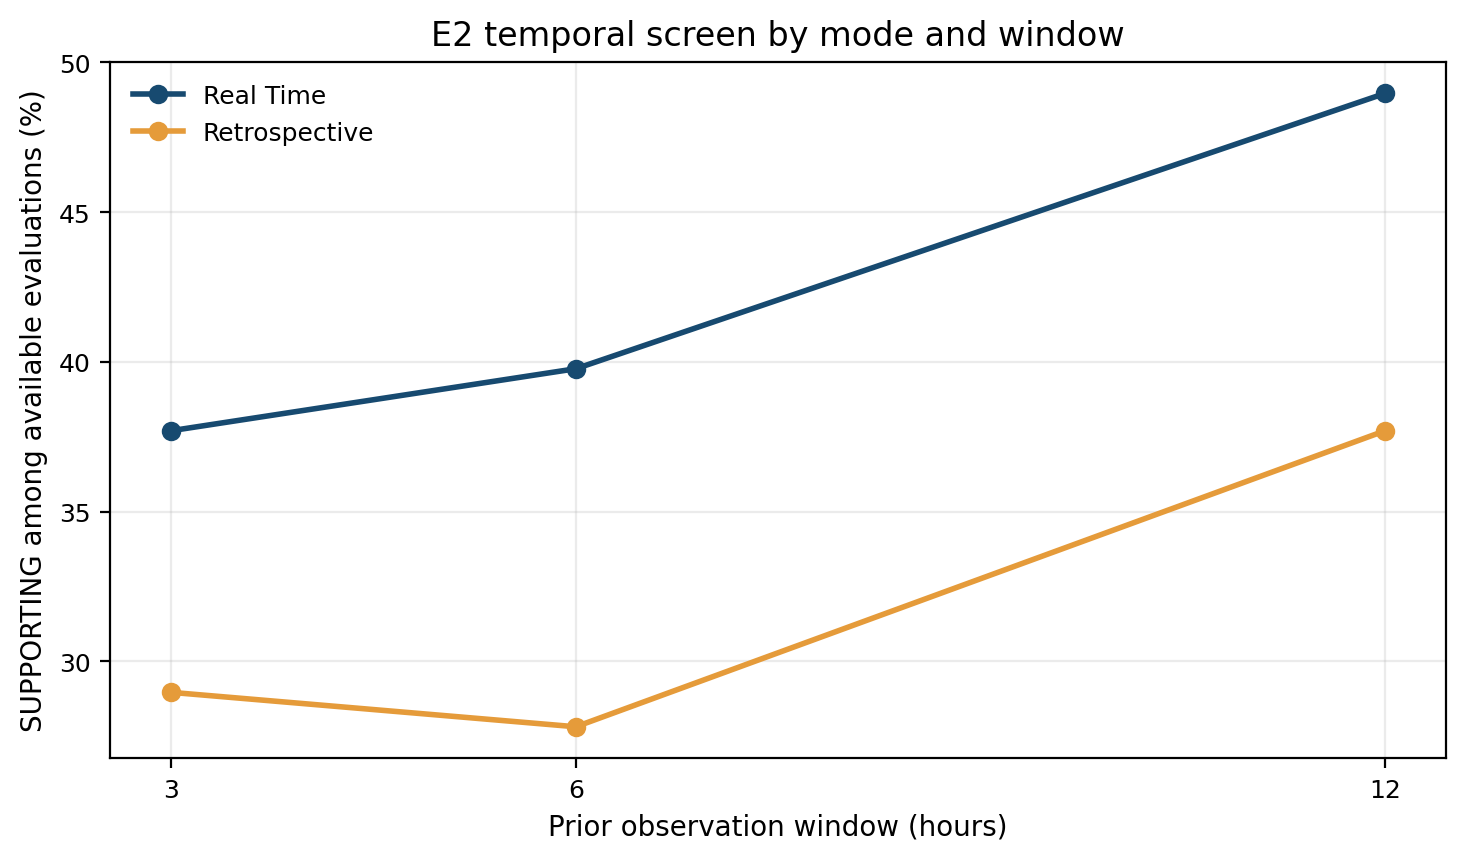 E2 temporal screen by mode and window
SUPPORTING among available evaluations (%)
50
45
40
35
30
Real Time
Retrospective
3 6 12
Prior observation window (hours)